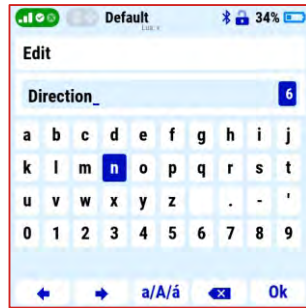 Default 34%
Edit
Direction_ 6
a b c d e f g h i j
k l m n o p q r s t
u v w x y z . - '
0 1 2 3 4 5 6 7 8 9
a/A/á Ok